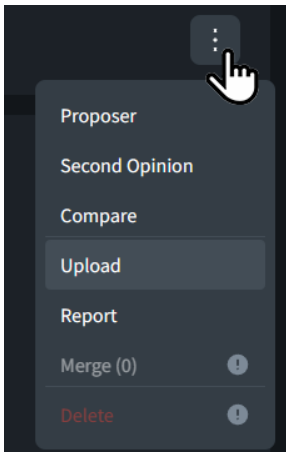 Proposer
Second Opinion
Compare
Upload
Report
Merge (0)
Delete